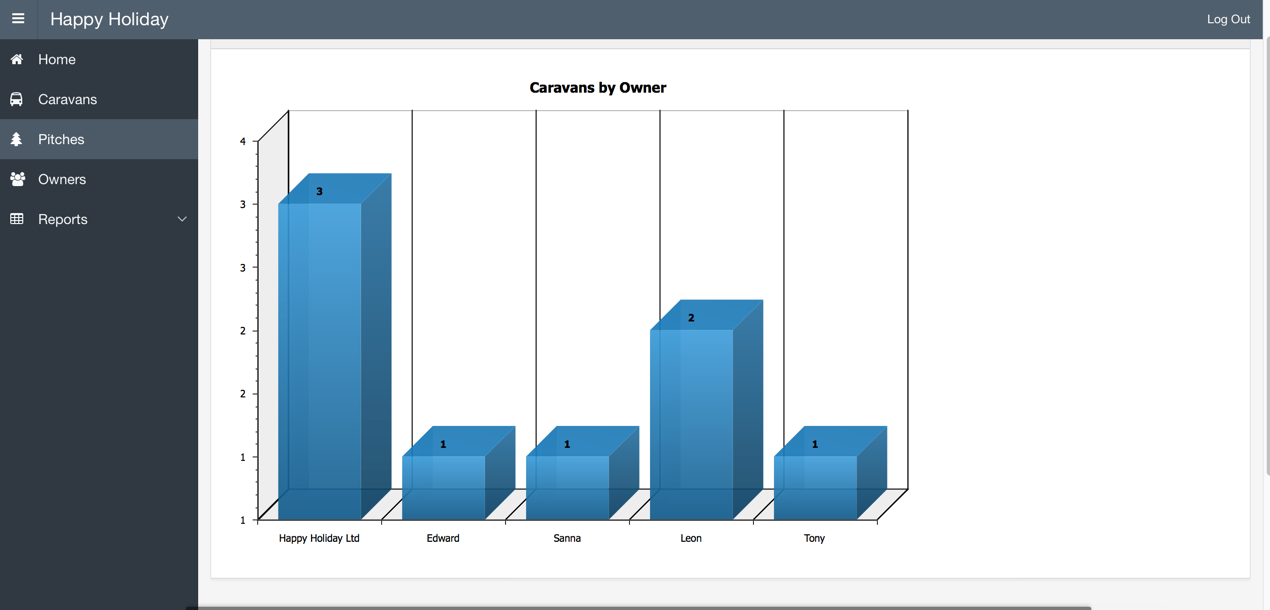 Happy Holiday
Log Out
Home
Caravans
Pitches
Owners
Reports
Caravans by Owner
4
3
3
2
2
1
1
3
1
1
2
1
Happy Holiday Ltd
Edward
Sanna
Leon
Tony